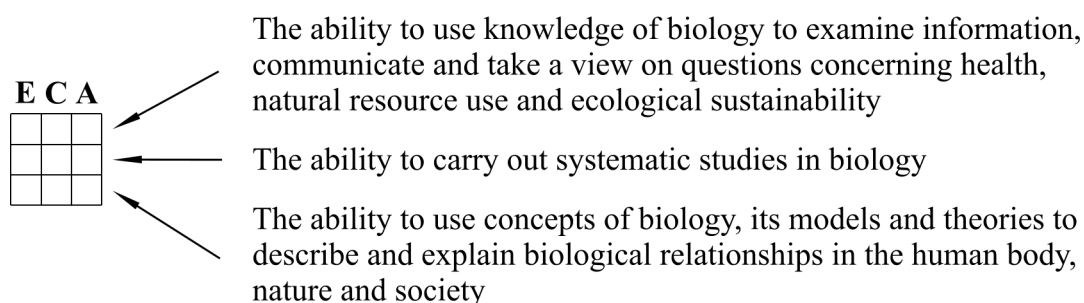 The ability to use knowledge of biology to examine information,
communicate and take a view on questions concerning health,
natural resource use and ecological sustainability
E C A
The ability to carry out systematic studies in biology
The ability to use concepts of biology, its models and theories to
describe and explain biological relationships in the human body,
nature and society